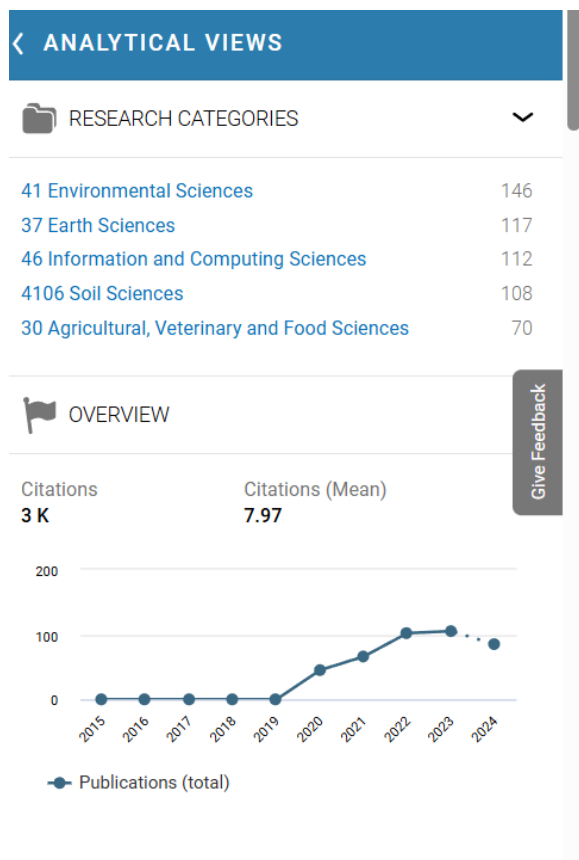 ANALYTICAL VIEWS
RESEARCH CATEGORIES
41 Environmental Sciences 146
37 Earth Sciences 117
46 Information and Computing Sciences 112
4106 Soil Sciences 108
30 Agricultural, Veterinary and Food Sciences 70
OVERVIEW
Give Feedback
Citations Citations (Mean)
3 K 7.97
200
100
0
2015 2016 2017 2018 2019 2020 2021 2022 2023 2024
Publications (total)